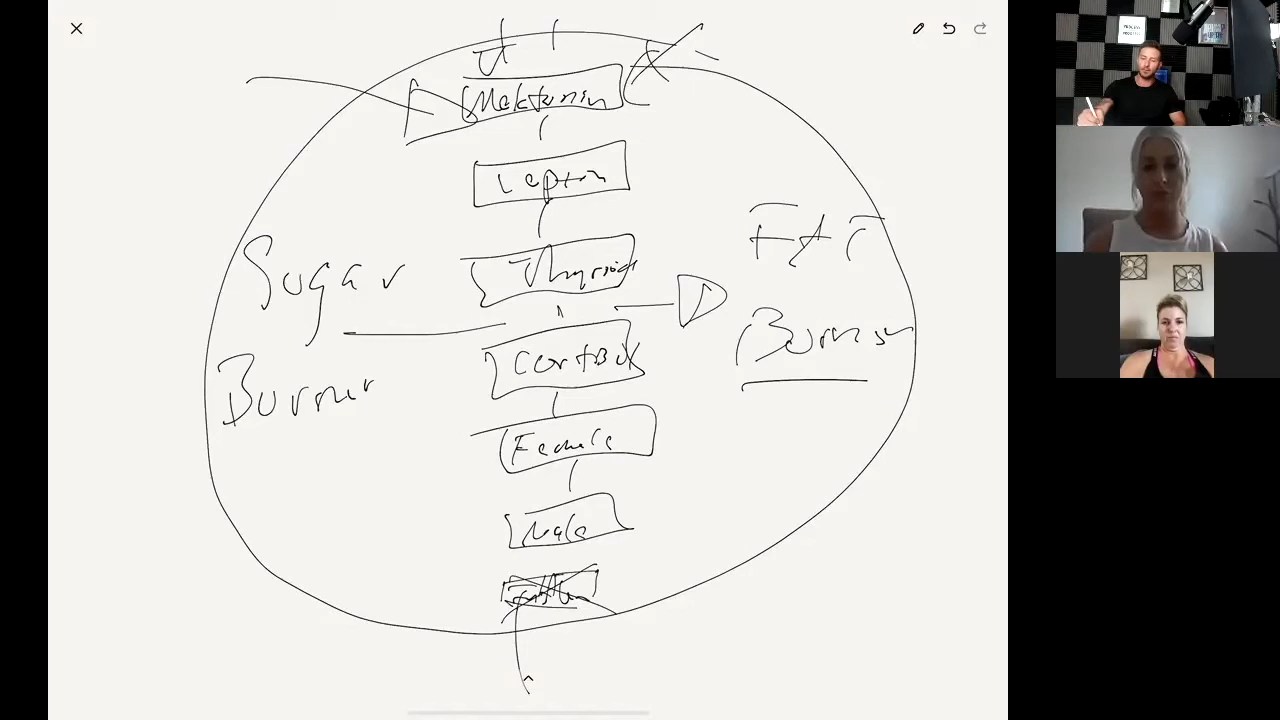 Melatonin
Leptin
Thyroid
Cortisol
Female
Male
Sugar
Burner
FAT
Burner